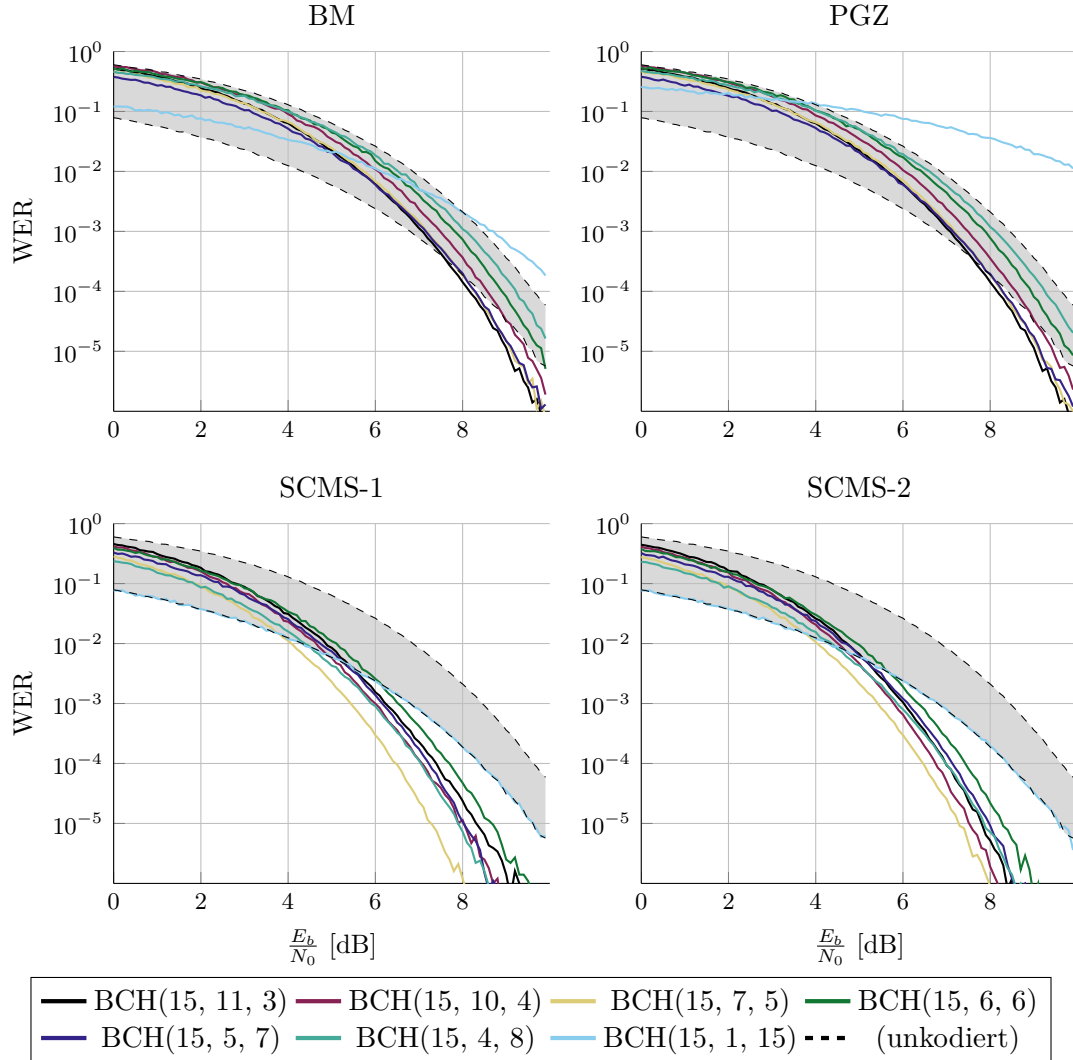 BM
PGZ
WER
10^0
10^-1
10^-2
10^-3
10^-4
10^-5
0 2 4 6 8
10^0
10^-1
10^-2
10^-3
10^-4
10^-5
0 2 4 6 8
SCMS-1
SCMS-2
WER
10^0
10^-1
10^-2
10^-3
10^-4
10^-5
0 2 4 6 8
E_b/N_0 [dB]
10^0
10^-1
10^-2
10^-3
10^-4
10^-5
0 2 4 6 8
E_b/N_0 [dB]
BCH(15, 11, 3) BCH(15, 10, 4) BCH(15, 7, 5) BCH(15, 6, 6)
BCH(15, 5, 7) BCH(15, 4, 8) BCH(15, 1, 15) (unkodiert)